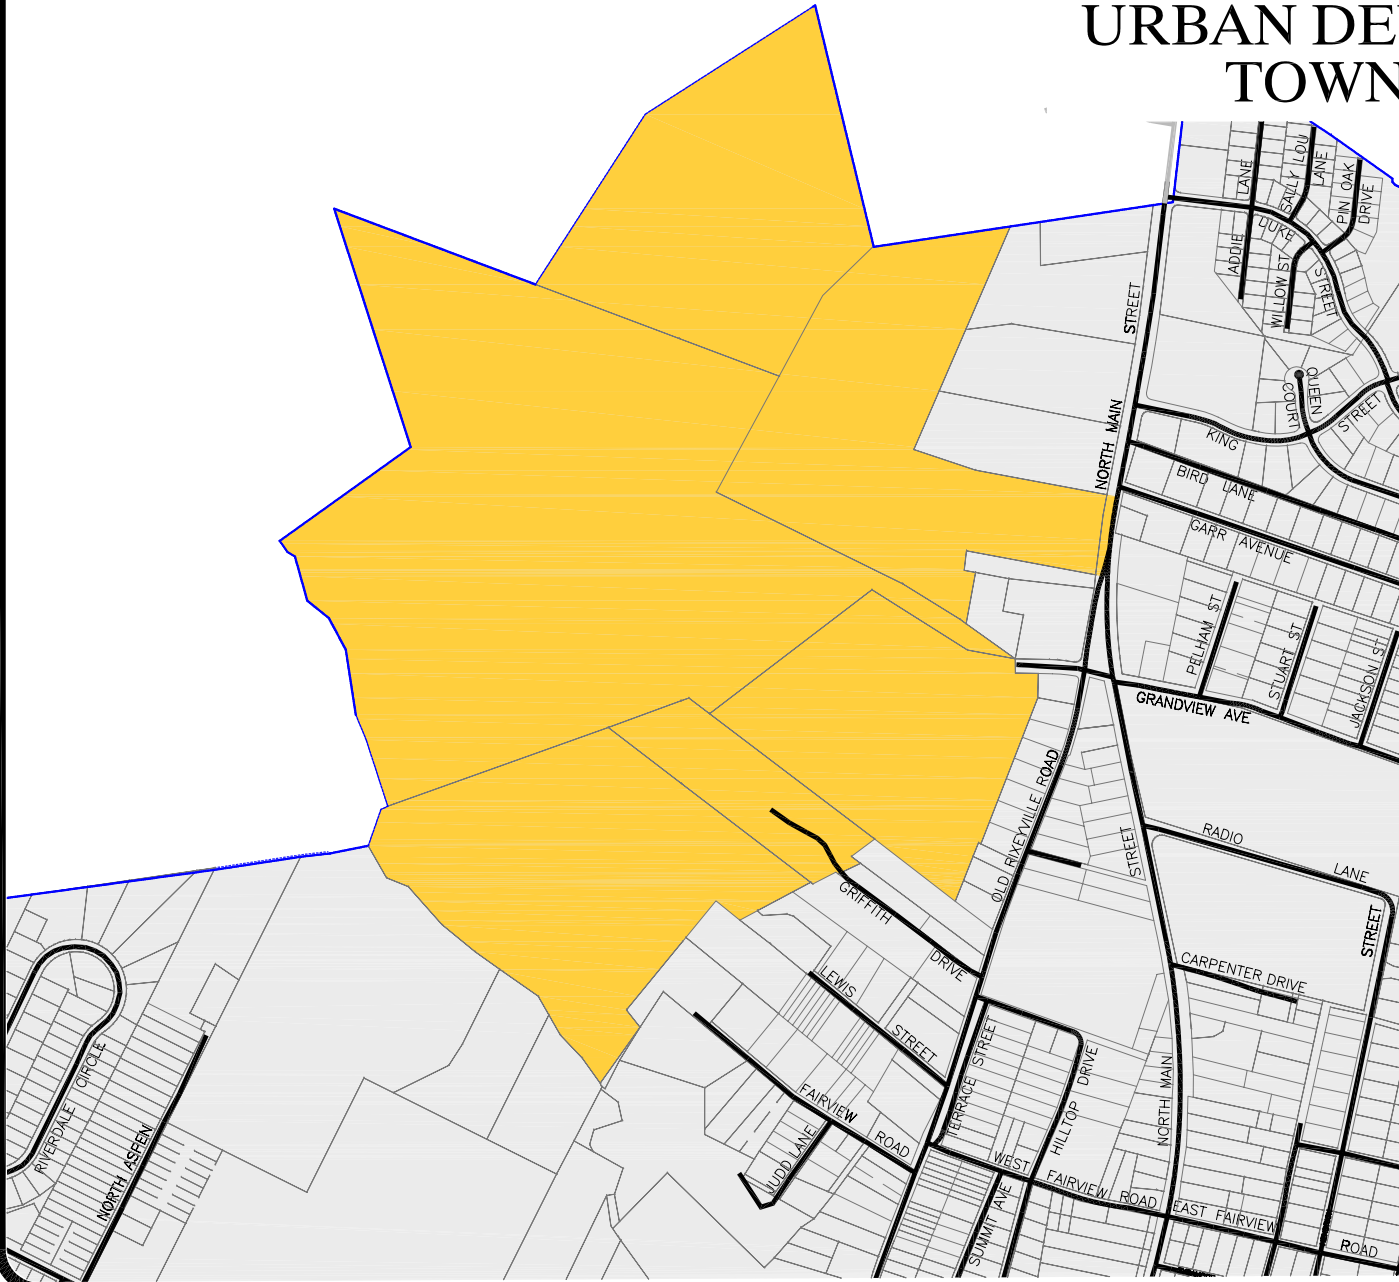 URBAN DE
TOWN
LANE
SALLY LOU
LANE
PIN OAK
DRIVE
ADDIE
DUKE
STREET
WILLOW ST
STREET
QUEEN
COURT
STREET
NORTH MAIN
KING
BIRD LANE
GARR AVENUE
PELHAM ST
STUART ST
JACKSON ST
GRANDVIEW AVE
OLD RIXEYVILLE ROAD
STREET
RADIO
LANE
STREET
GRIFFITH
DRIVE
CARPENTER DRIVE
LEWIS
STREET
TERRACE STREE
HILLTOP DRIVE
NORTH MAIN
FAIRVIEW
ROAD
JUDD LANE
RIVERDALE CIRCLE
NORTH ASPEN
WEST
FAIRVIEW ROAD
EAST FAIRVIEW
ROAD
SUMMIT AVE